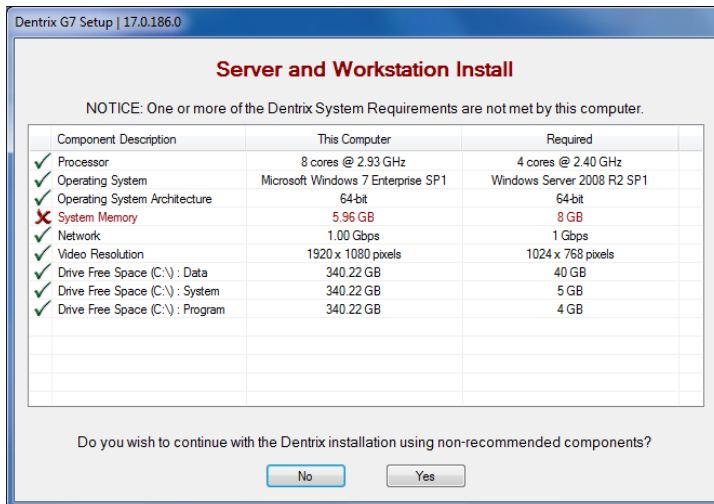 Dentrix G7 Setup | 17.0.186.0
Server and Workstation Install
NOTICE: One or more of the Dentrix System Requirements are not met by this computer.
Component Description This Computer Required
Processor 8 cores @ 2.93 GHz 4 cores @ 2.40 GHz
Operating System Microsoft Windows 7 Enterprise SP1 Windows Server 2008 R2 SP1
Operating System Architecture 64-bit 64-bit
System Memory 5.96 GB 8 GB
Network 1.00 Gbps 1 Gbps
Video Resolution 1920 x 1080 pixels 1024 x 768 pixels
Drive Free Space (C:\) : Data 340.22 GB 40 GB
Drive Free Space (C:\) : System 340.22 GB 5 GB
Drive Free Space (C:\) : Program 340.22 GB 4 GB
Do you wish to continue with the Dentrix installation using non-recommended components?
No Yes